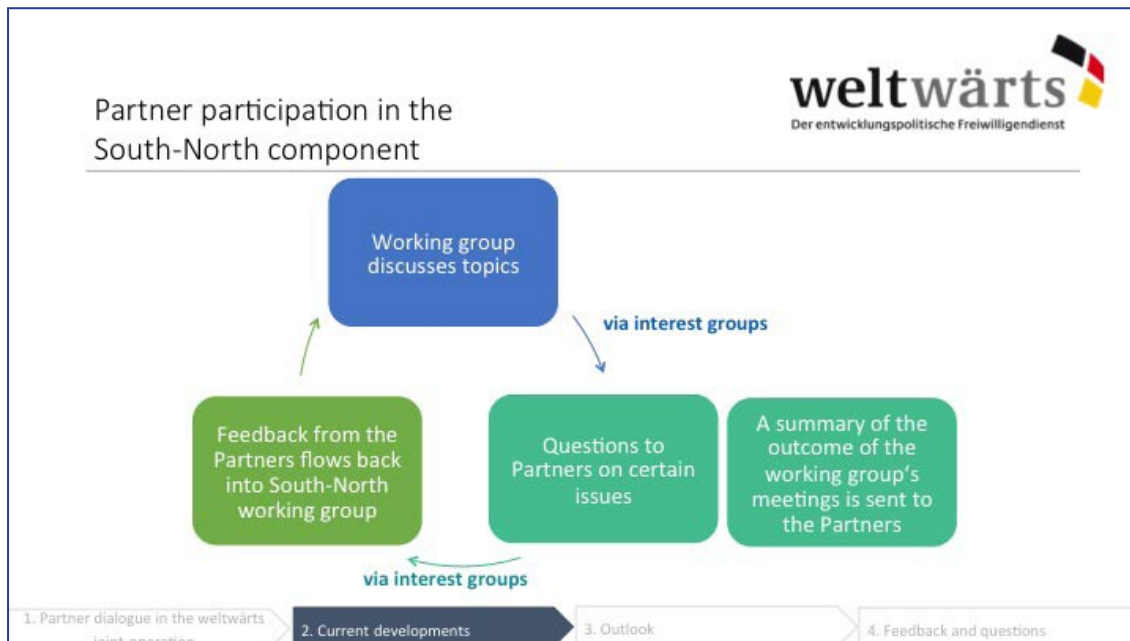 weltwärts
Der entwicklungspolitische Freiwilligendienst
Partner participation in the
South-North component
Working group
discusses topics
via interest groups
Feedback from the
Partners flows back
into South-North
working group
Questions to
Partners on certain
issues
A summary of the
outcome of the
working group‘s
meetings is sent to
the Partners
via interest groups
1. Partner dialogue in the weltwärts
joint operation
2. Current developments
3. Outlook
4. Feedback and questions